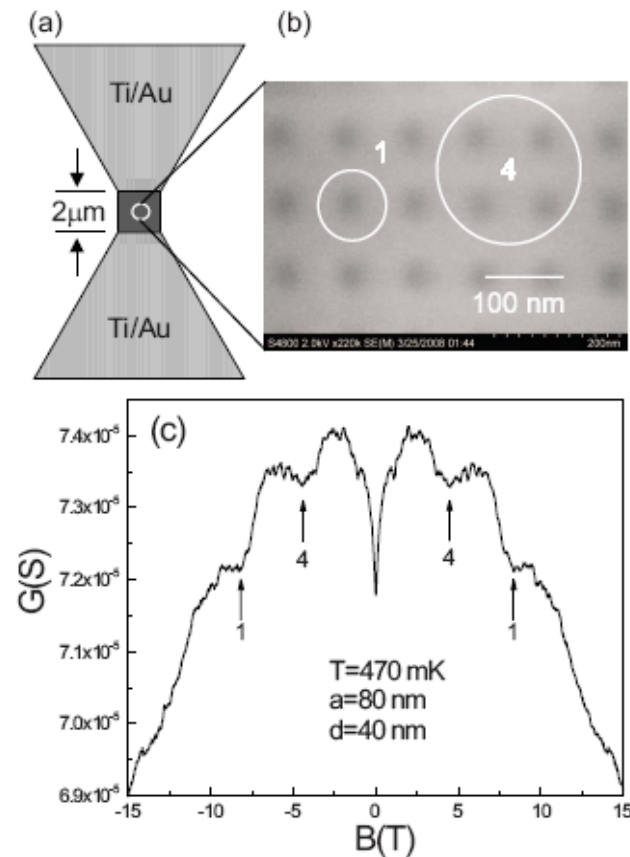 (a)
Ti/Au
2μm
Ti/Au
(b)
1
4
100 nm
S4800 2.0kV x220k SE(M) 3/25/2008 01:44
200nm
(c)
G(S)
7.4x10⁻⁵
7.3x10⁻⁵
7.2x10⁻⁵
7.1x10⁻⁵
7.0x10⁻⁵
6.9x10⁻⁵
4
4
1
1
T=470 mK
a=80 nm
d=40 nm
-15
-10
-5
0
5
10
15
B(T)